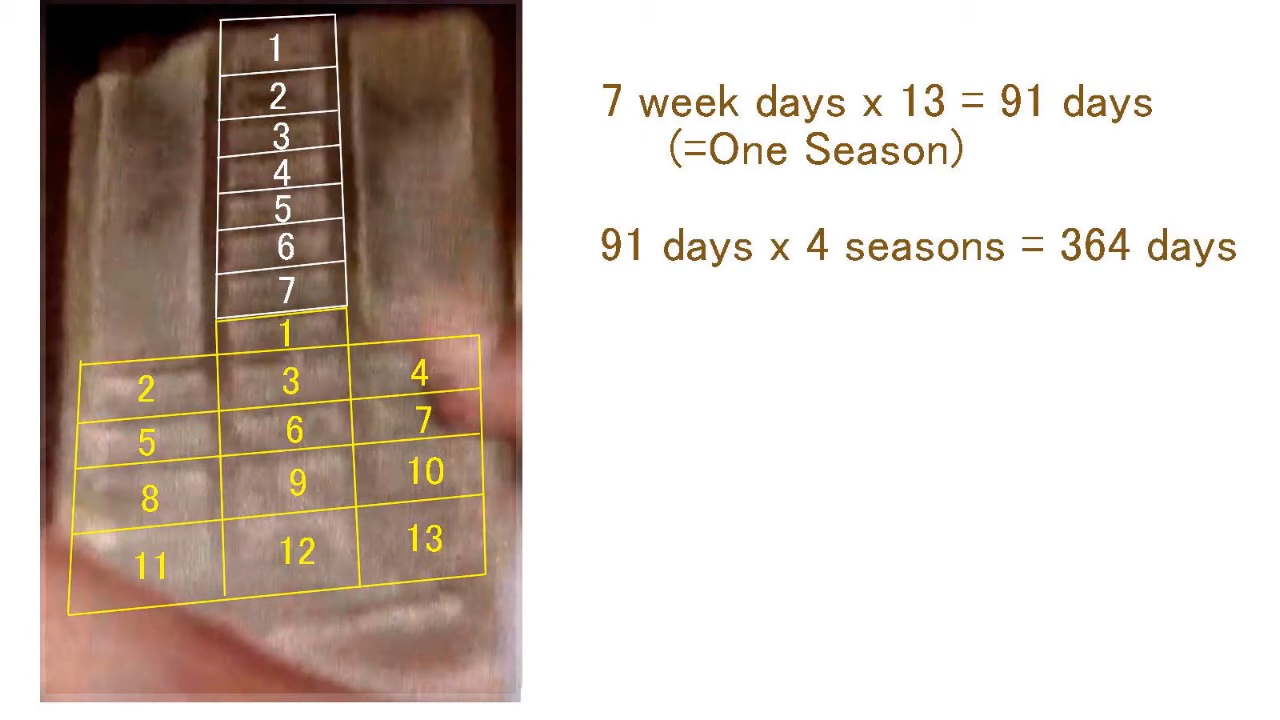 1
2
3
4
5
6
7
1
2 3 4
5 6 7
8 9 10
11 12 13
7 week days x 13 = 91 days
(=One Season)
91 days x 4 seasons = 364 days